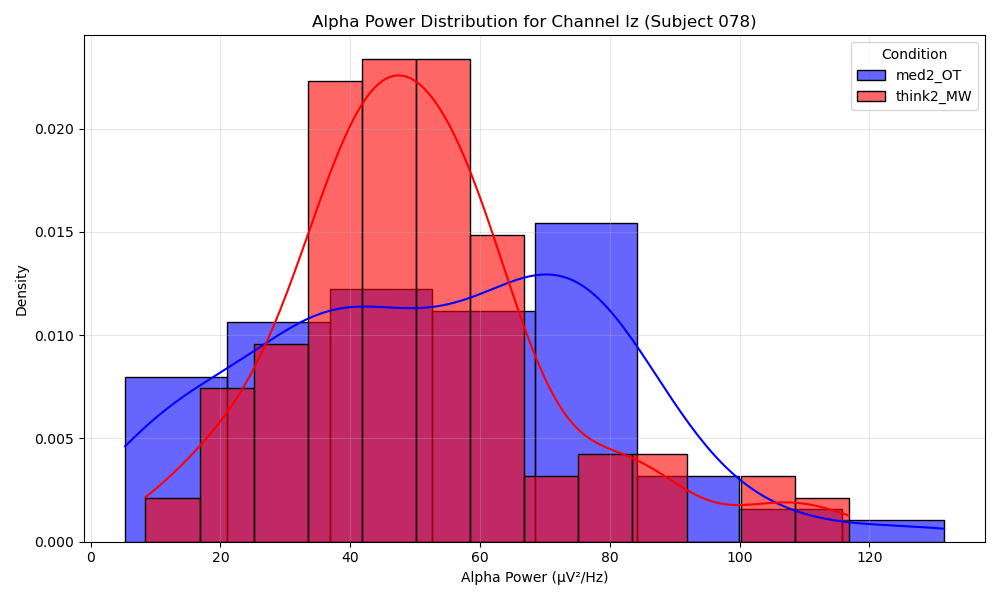 Alpha Power Distribution for Channel Iz (Subject 078)
Condition
med2_OT
think2_MW
Density
0.020
0.015
0.010
0.005
0.000
0
20
40
60
80
100
120
Alpha Power (μV²/Hz)